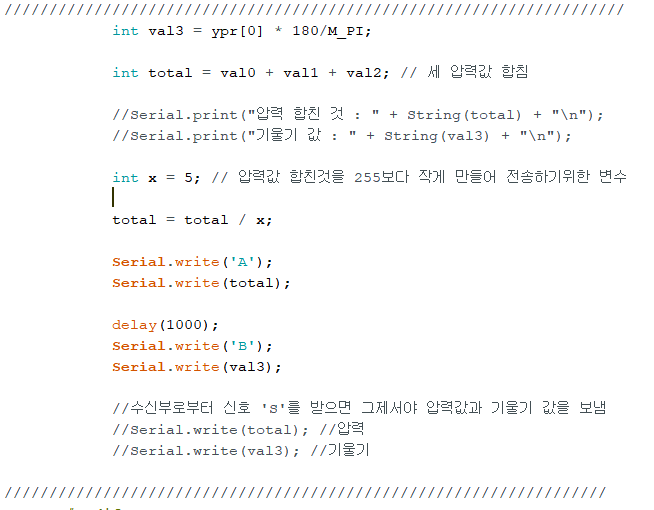 /////////////////////////////////////////////////////////////////////
int val3 = ypr[0] * 180/M_PI;
int total = val0 + val1 + val2; // 세 압력값 합침
//Serial.print("압력 합친 것 : " + String(total) + "\n");
//Serial.print("기울기 값 : " + String(val3) + "\n");
int x = 5; // 압력값 합친것을 255보다 작게 만들어 전송하기위한 변수
total = total / x;
Serial.write('A');
Serial.write(total);
delay(1000);
Serial.write('B');
Serial.write(val3);
//수신부로부터 신호 'S'를 받으면 그제서야 압력값과 기울기 값을 보냄
//Serial.write(total); //압력
//Serial.write(val3); //기울기
///////////////////////////////////////////////////////////////////